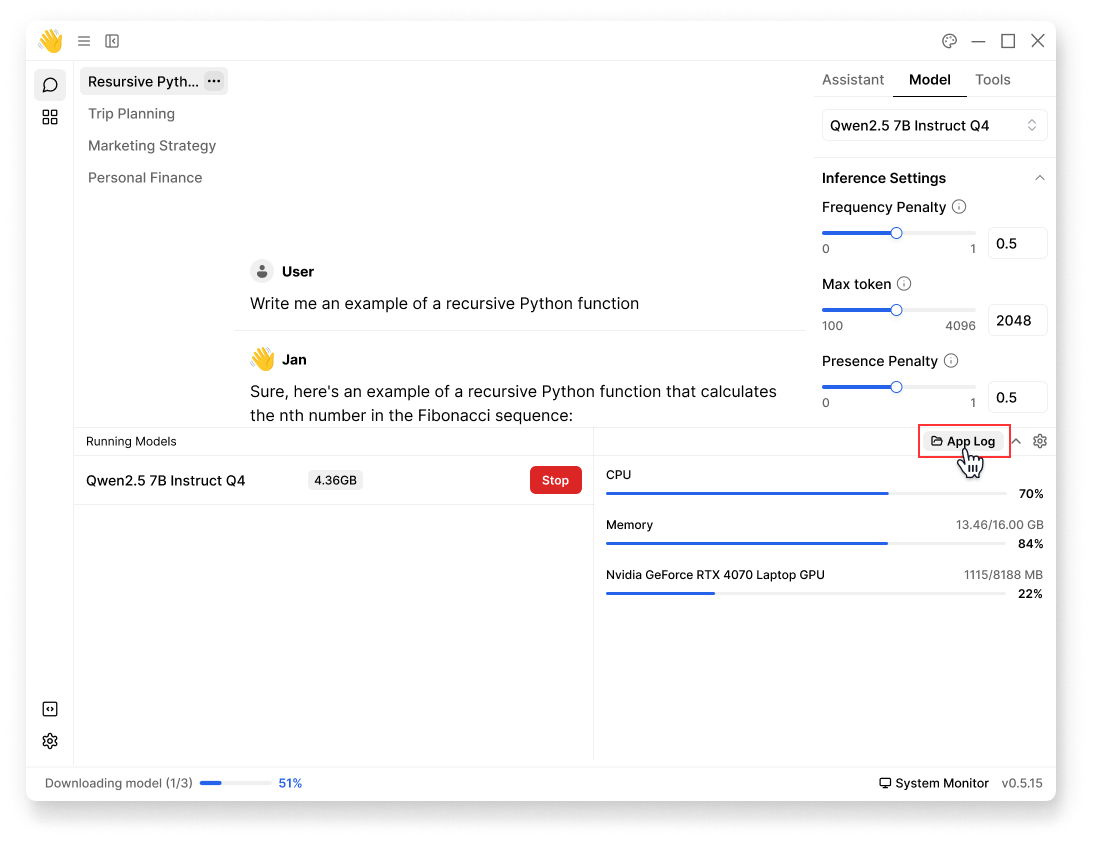 Resursive Pyth...
Trip Planning
Marketing Strategy
Personal Finance
User
Write me an example of a recursive Python function
Jan
Sure, here's an example of a recursive Python function that calculates
the nth number in the Fibonacci sequence:
Assistant Model Tools
Qwen2.5 7B Instruct Q4
Inference Settings
Frequency Penalty
0 1 0.5
Max token
100 4096 2048
Presence Penalty
0 1 0.5
Running Models
App Log
Qwen2.5 7B Instruct Q4 4.36GB Stop
CPU
70%
Memory 13.46/16.00 GB
84%
Nvidia GeForce RTX 4070 Laptop GPU 1115/8188 MB
22%
Downloading model (1/3) 51% System Monitor v0.5.15